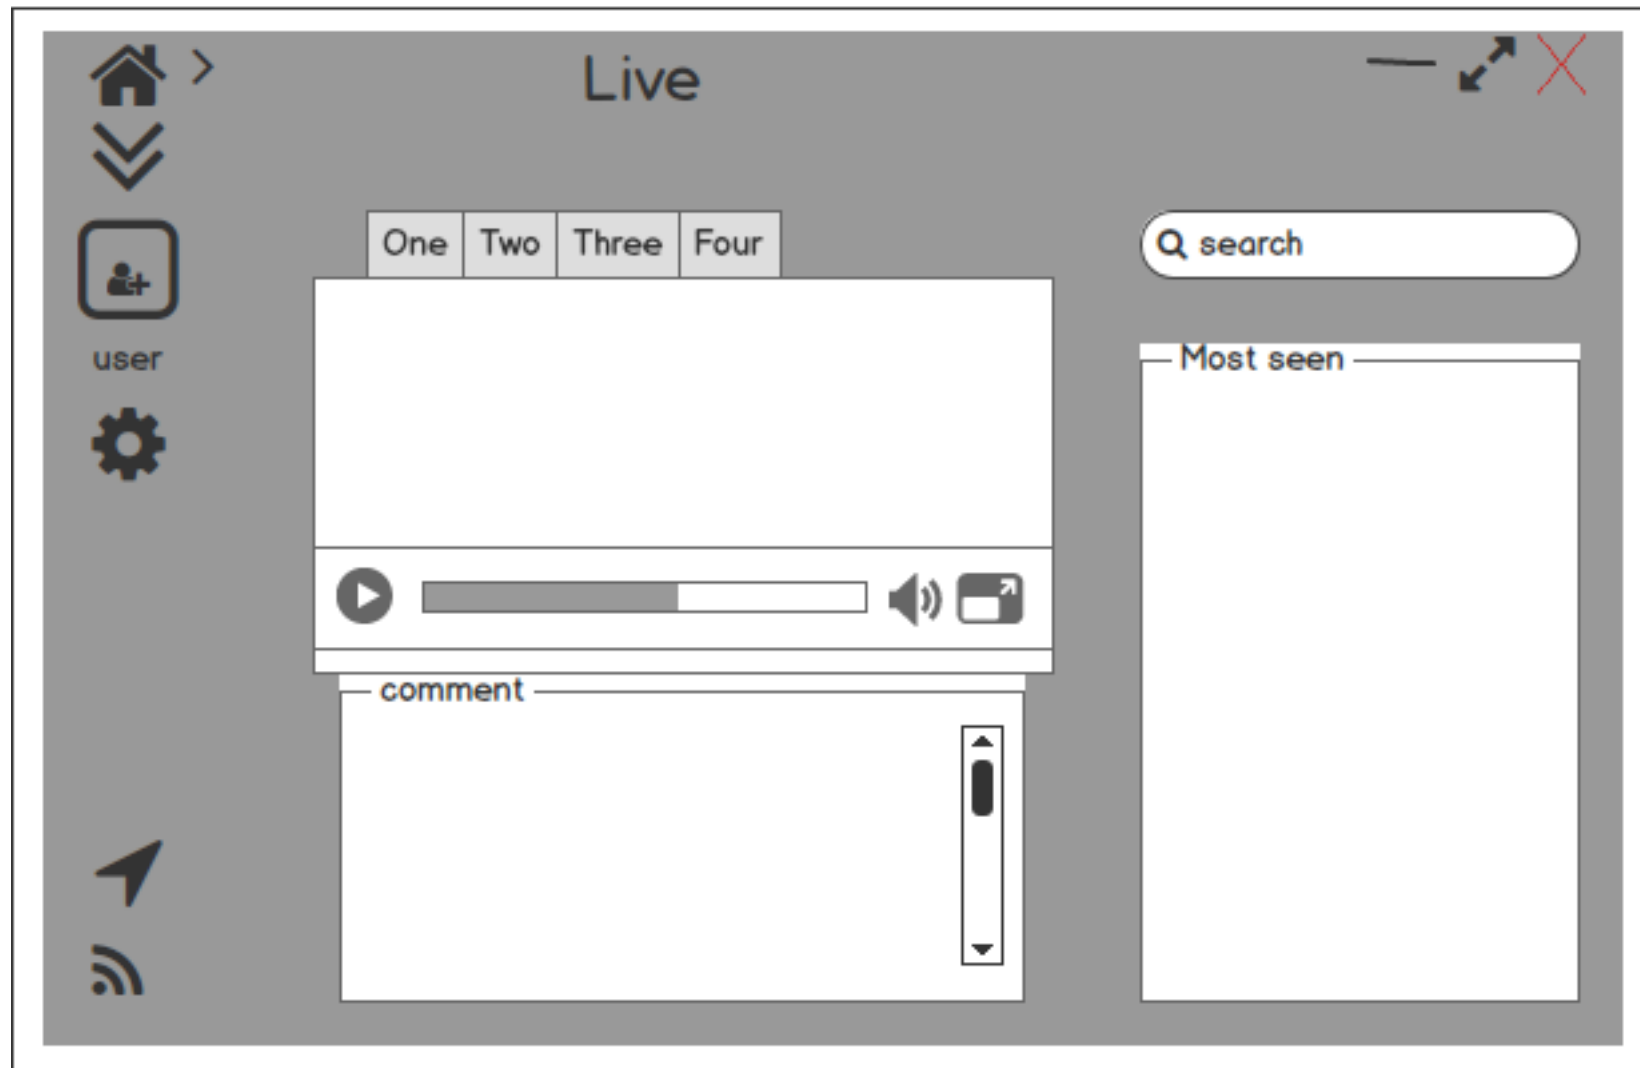 Live
One Two Three Four
search
user
Most seen
comment